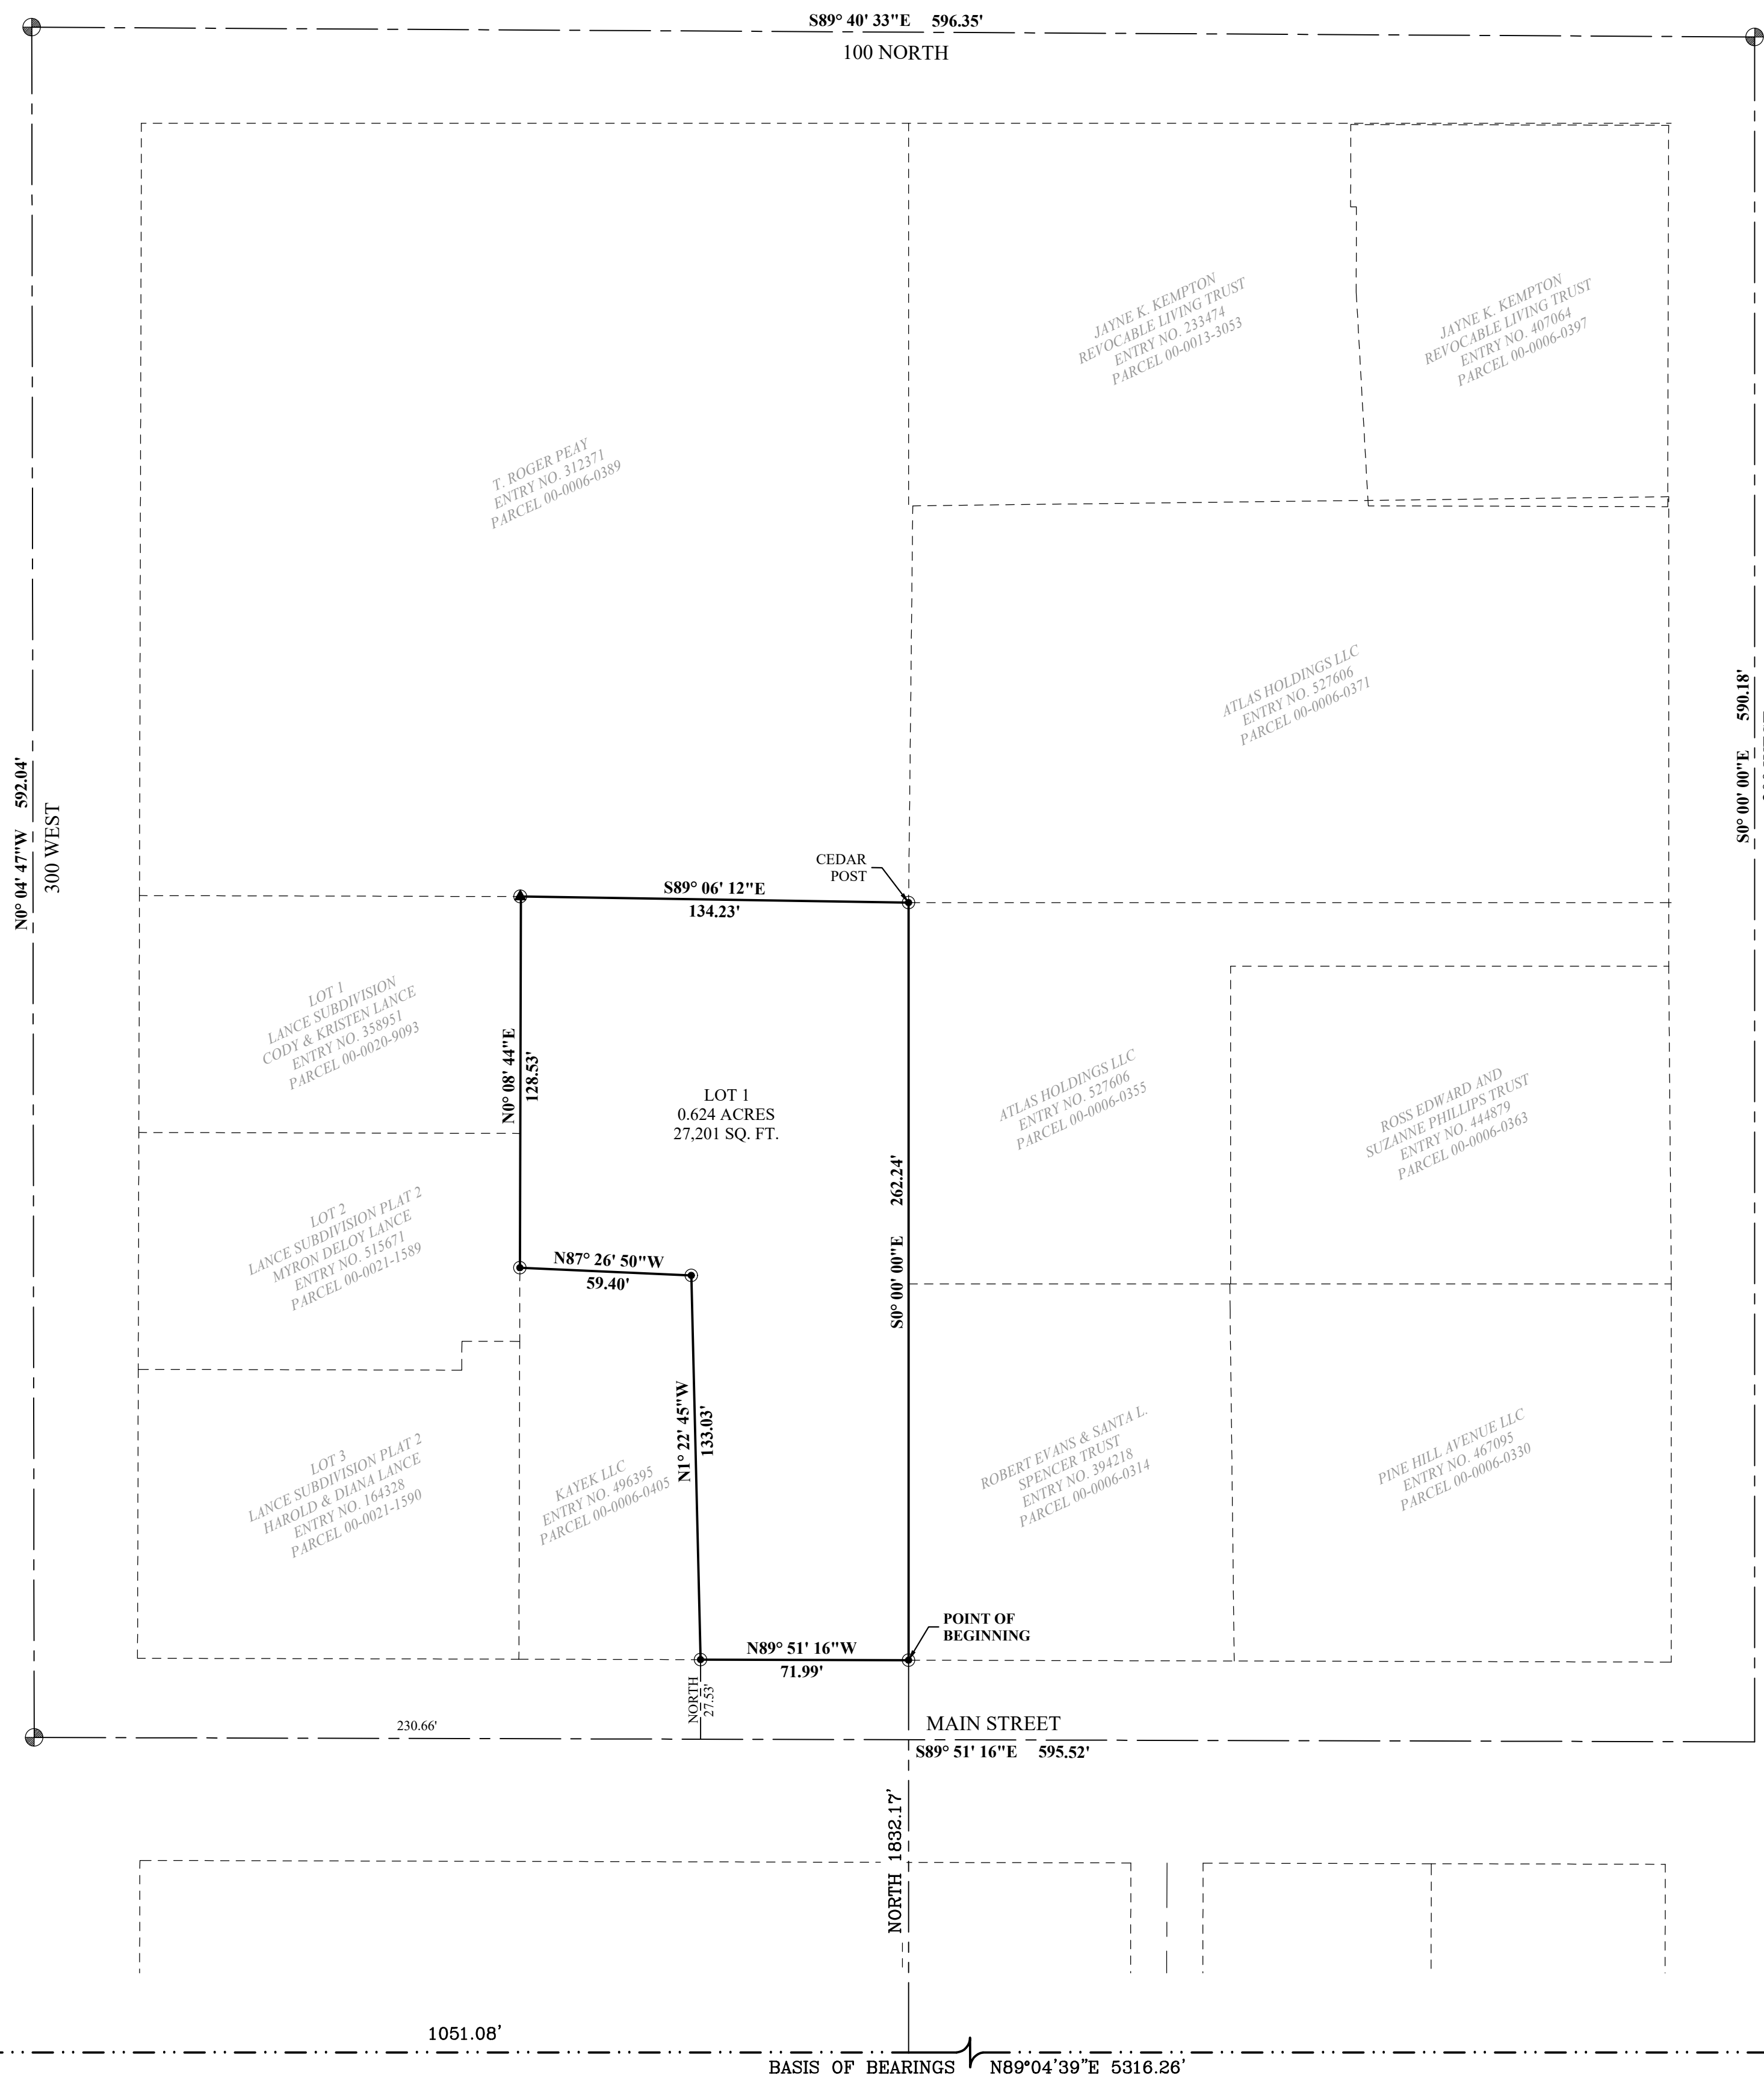 S89° 40' 33"E 596.35'
100 NORTH
JAYNE K. KEMPTON
REVOCABLE LIVING TRUST
ENTRY NO. 233474
PARCEL 00-0013-3053
JAYNE K. KEMPTON
REVOCABLE LIVING TRUST
ENTRY NO. 407064
PARCEL 00-0006-0397
T. ROGER PEAY
ENTRY NO. 312371
PARCEL 00-0006-0389
ATLAS HOLDINGS LLC
ENTRY NO. 527606
PARCEL 00-0006-0371
S0° 00' 00"E 590.18'
N0° 04' 47"W 592.04'
300 WEST
CEDAR
POST
S89° 06' 12"E
134.23'
LOT 1
LANCE SUBDIVISION
CODY & KRISTEN LANCE
ENTRY NO. 358951
PARCEL 00-0020-9093
N0° 08' 44"E
128.53'
LOT 1
0.624 ACRES
27,201 SQ. FT.
S0° 00' 00"E 262.24'
ATLAS HOLDINGS LLC
ENTRY NO. 527606
PARCEL 00-0006-0355
ROSS EDWARD AND
SUZANNE PHILLIPS TRUST
ENTRY NO. 444879
PARCEL 00-0006-0363
LOT 2
LANCE SUBDIVISION PLAT 2
MYRON DELOY LANCE
ENTRY NO. 515671
PARCEL 00-0021-1589
N87° 26' 50"W
59.40'
N1° 22' 45"W
133.03'
LOT 3
LANCE SUBDIVISION PLAT 2
HAROLD & DIANA LANCE
ENTRY NO. 164328
PARCEL 00-0021-1590
KAYEK LLC
ENTRY NO. 496395
PARCEL 00-0006-0405
ROBERT EVANS & SANTA L.
SPENCER TRUST
ENTRY NO. 394218
PARCEL 00-0006-0314
PINE HILL AVENUE LLC
ENTRY NO. 467095
PARCEL 00-0006-0330
POINT OF
BEGINNING
N89° 51' 16"W
71.99'
NORTH
27.53'
230.66'
MAIN STREET
S89° 51' 16"E 595.52'
NORTH 1832.17'
1051.08'
BASIS OF BEARINGS N89°04'39"E 5316.26'